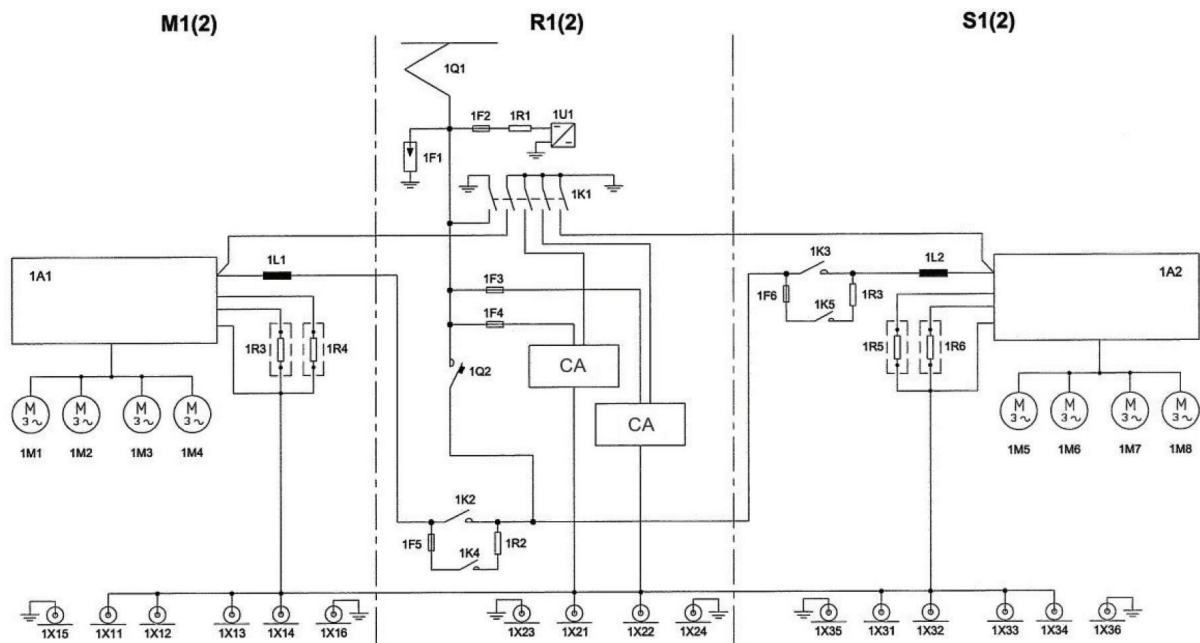 M1(2) R1(2) S1(2)
1Q1
1F2 1R1 1U1
1F1
1K1
1K3
1A1 1L1 1L2 1A2
1F3 1F6 1R3
1K5
1F4
1R3 1R4 1R5 1R6
CA
1Q2
M 3~ M 3~ M 3~ M 3~ CA M 3~ M 3~ M 3~ M 3~
1M1 1M2 1M3 1M4 1M5 1M6 1M7 1M8
1K2
1F5 1R2
1K4
1X15 1X11 1X12 1X13 1X14 1X16 1X23 1X21 1X22 1X24 1X35 1X31 1X32 1X33 1X34 1X36